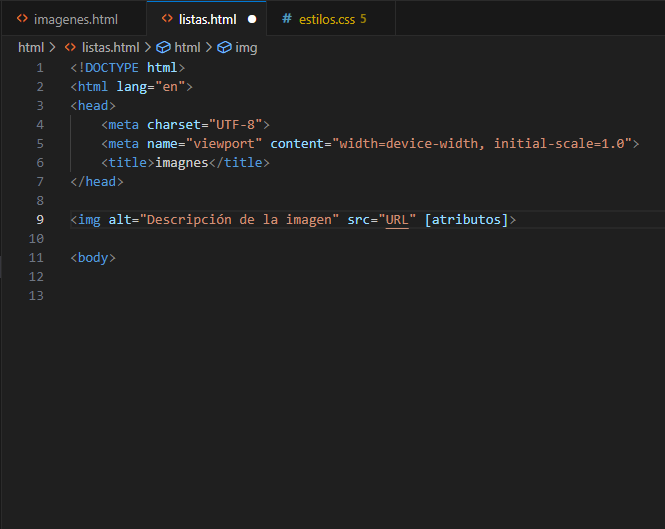 imagenes.html listas.html estilos.css 5
html > listas.html > html > img
1 <!DOCTYPE html>
2 <html lang="en">
3 <head>
4 <meta charset="UTF-8">
5 <meta name="viewport" content="width=device-width, initial-scale=1.0">
6 <title>imagnes</title>
7 </head>
8
9 <img alt="Descripción de la imagen" src="URL" [atributos]>
10
11 <body>
12
13